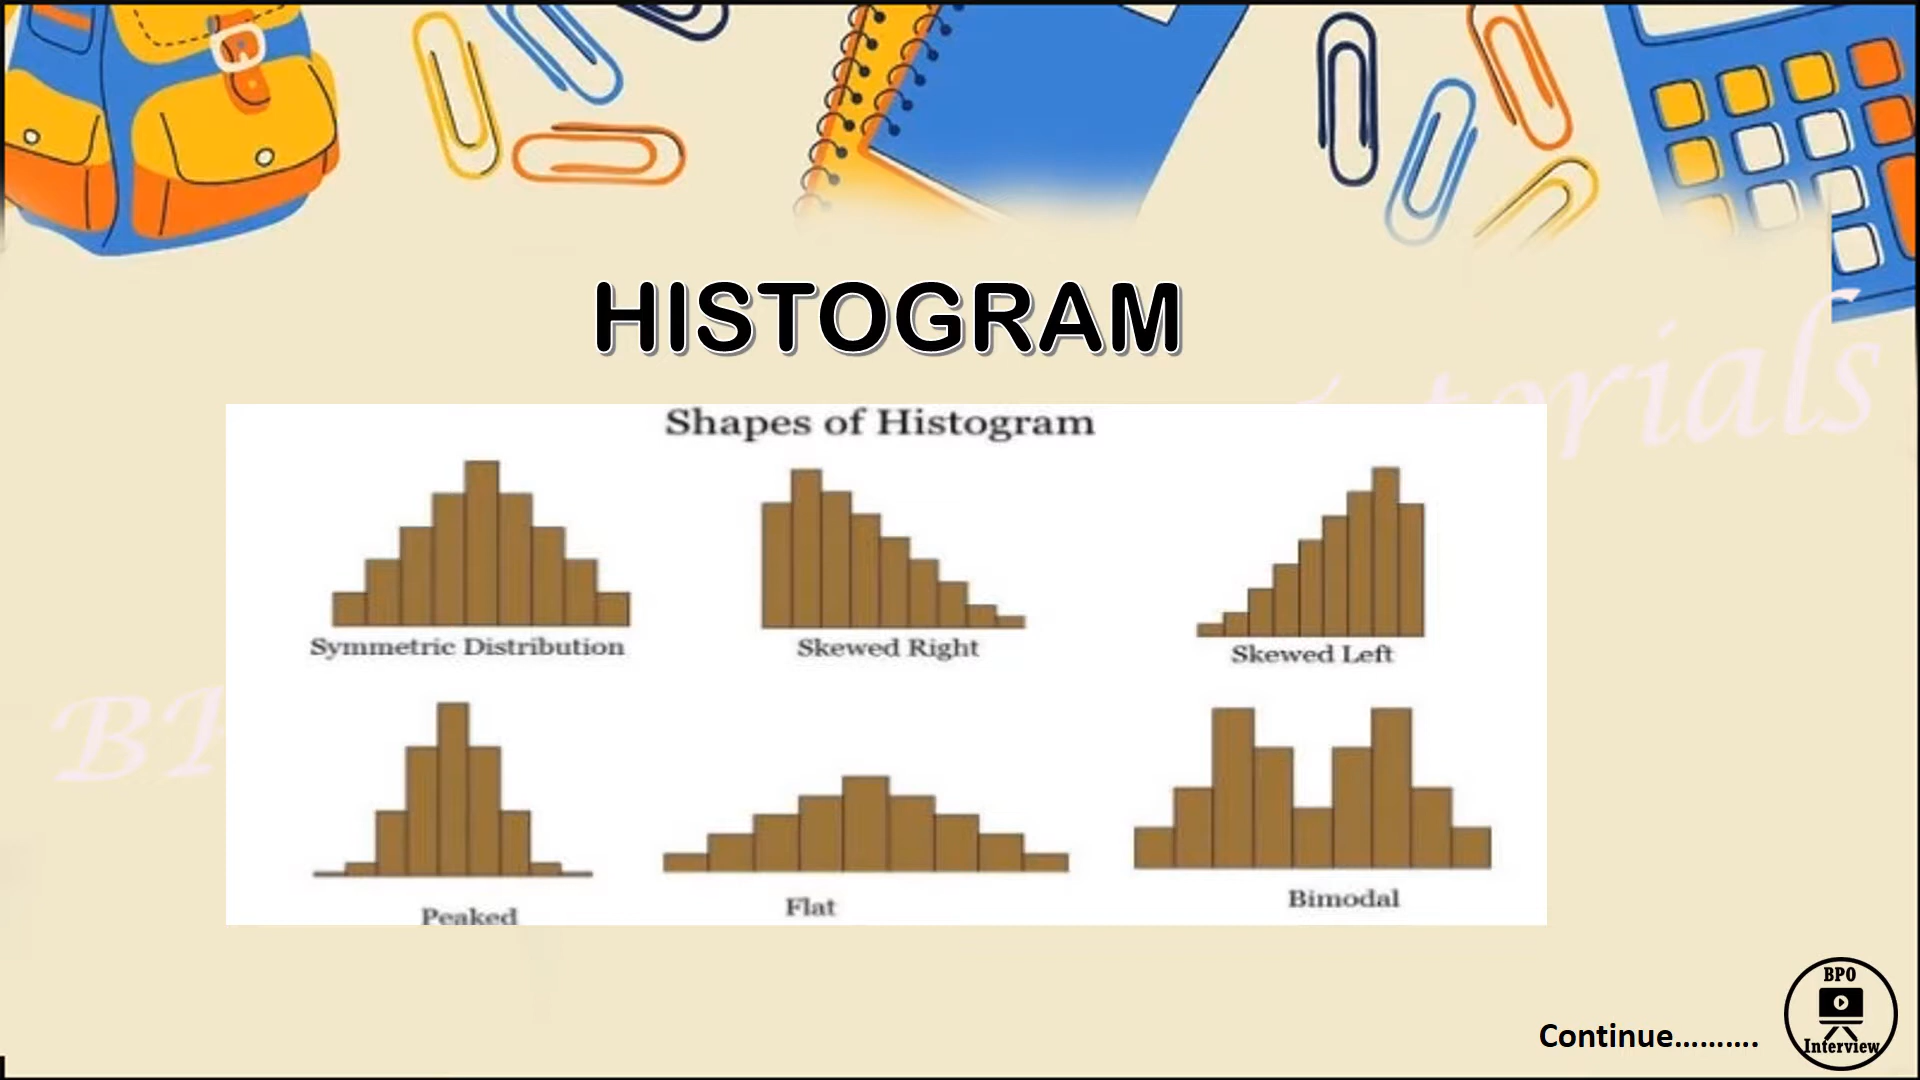 HISTOGRAM
Shapes of Histogram
Symmetric Distribution
Skewed Right
Skewed Left
Peaked
Flat
Bimodal
Continue……….
BPO
Interview